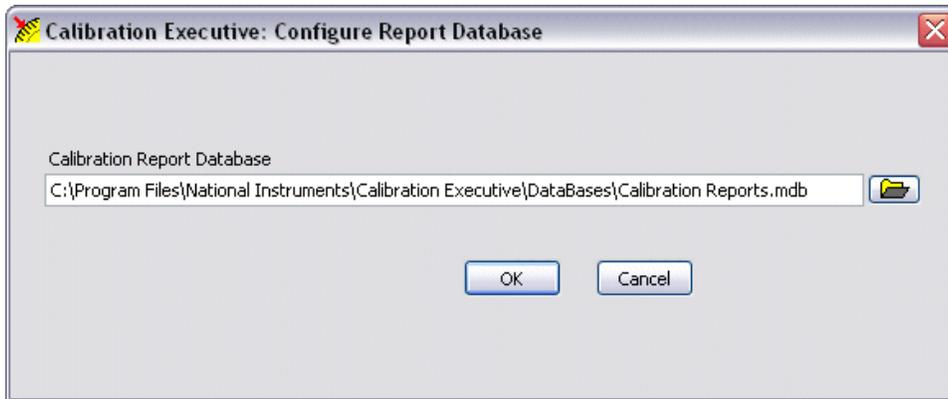 Calibration Executive: Configure Report Database
Calibration Report Database
C:\Program Files\National Instruments\Calibration Executive\DataBases\Calibration Reports.mdb
OK
Cancel